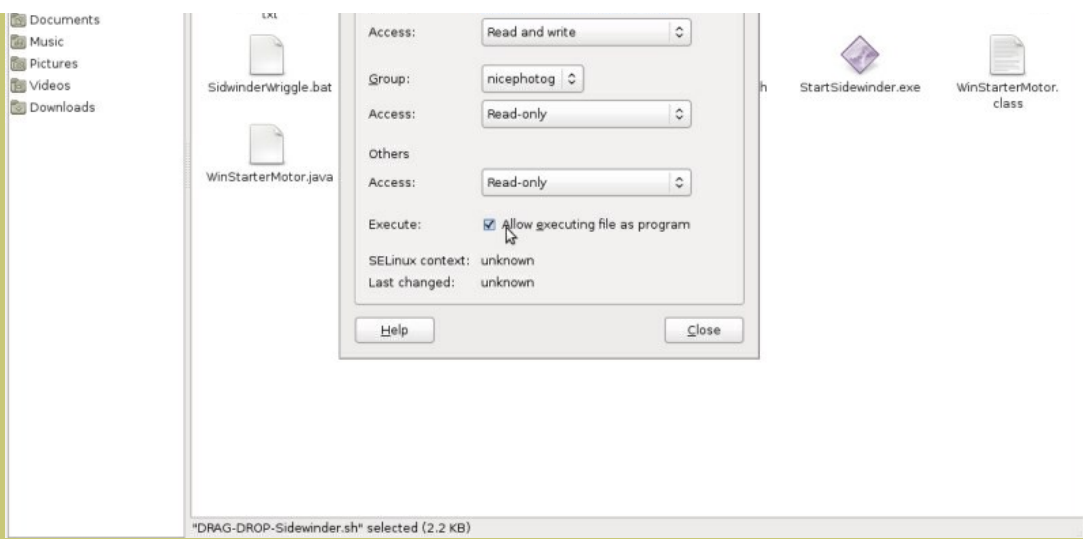 Documents
Music
Pictures
Videos
Downloads
txt
SidwinderWriggle.bat
WinStarterMotor.java
Access: Read and write
Group: nicephotog
Access: Read-only
Others
Access: Read-only
Execute: Allow executing file as program
SELinux context: unknown
Last changed: unknown
Help
Close
h
StartSidewinder.exe
WinStarterMotor.
class
"DRAG-DROP-Sidewinder.sh" selected (2.2 KB)